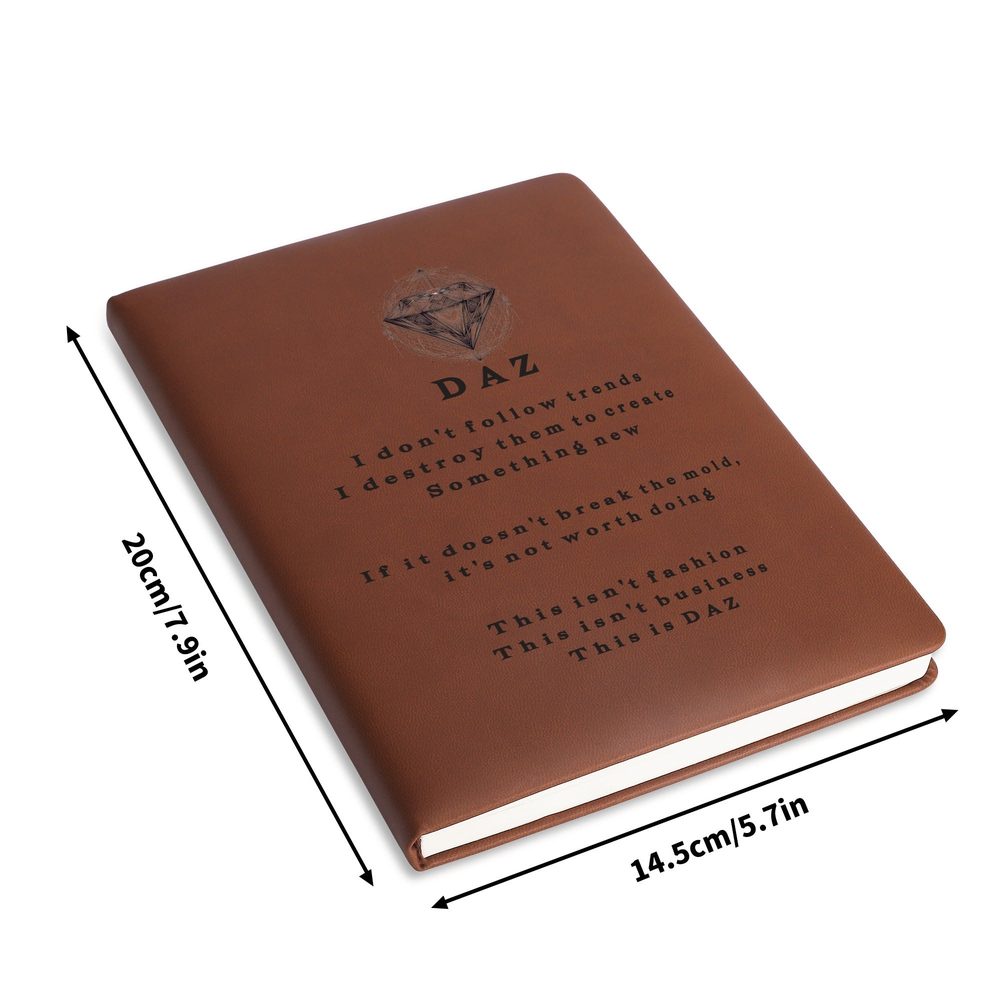 DAZ
I don't follow trends
I destroy them to create
Something new
If it doesn't break the mold,
it's not worth doing
This isn't fashion
This isn't business
This is DAZ
20cm/7.9in
14.5cm/5.7in